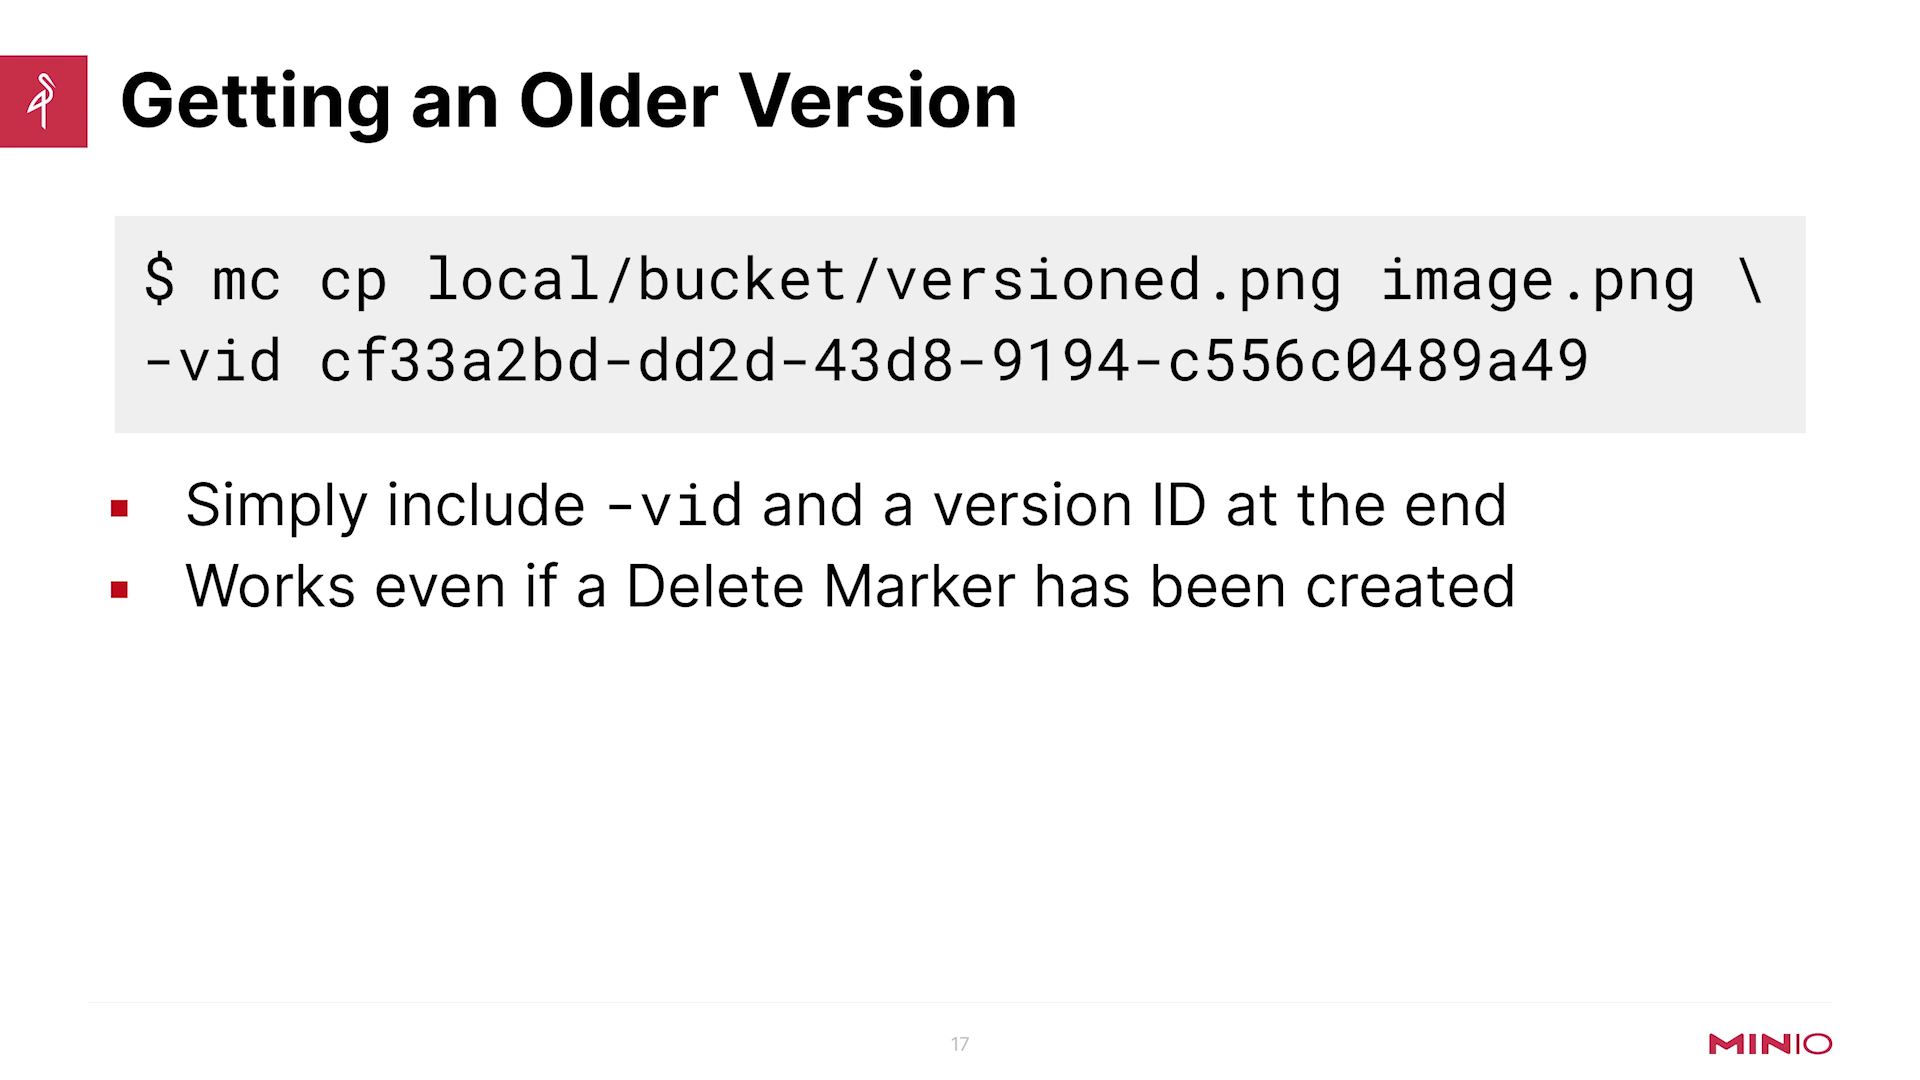 Getting an Older Version
$ mc cp local/bucket/versioned.png image.png \
-vid cf33a2bd-dd2d-43d8-9194-c556c0489a49
Simply include -vid and a version ID at the end
Works even if a Delete Marker has been created
17
MINIO